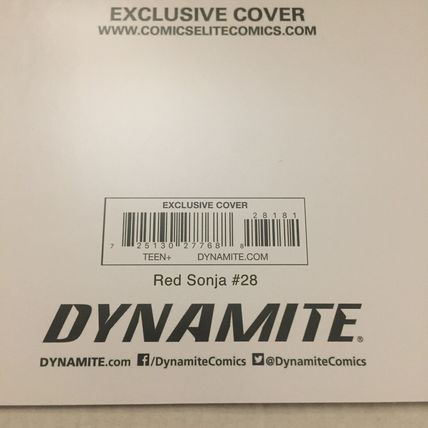 EXCLUSIVE COVER
WWW.COMICSELITECOMICS.COM
EXCLUSIVE COVER
28181
7 25130 27768 8
TEEN+ DYNAMITE.COM
Red Sonja #28
DYNAMITE®
DYNAMITE.com f/DynamiteComics @DynamiteComics